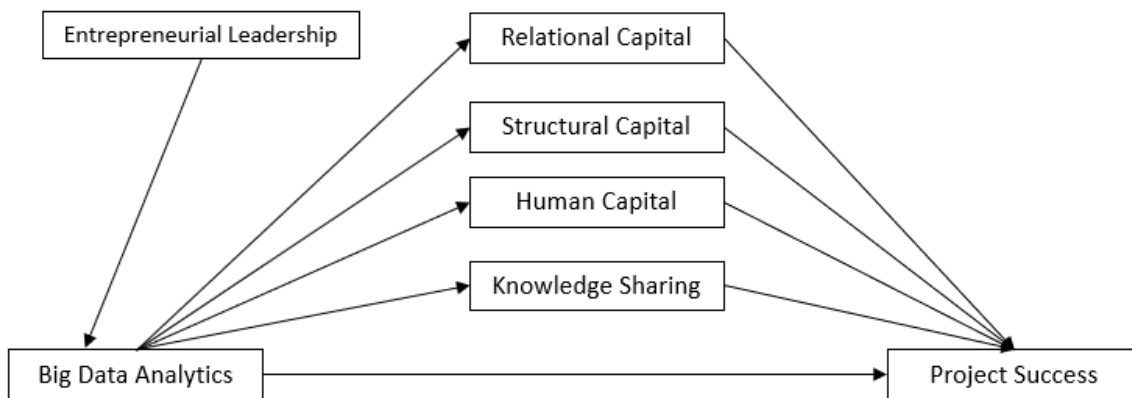 Entrepreneurial Leadership
Relational Capital
Structural Capital
Human Capital
Knowledge Sharing
Big Data Analytics
Project Success